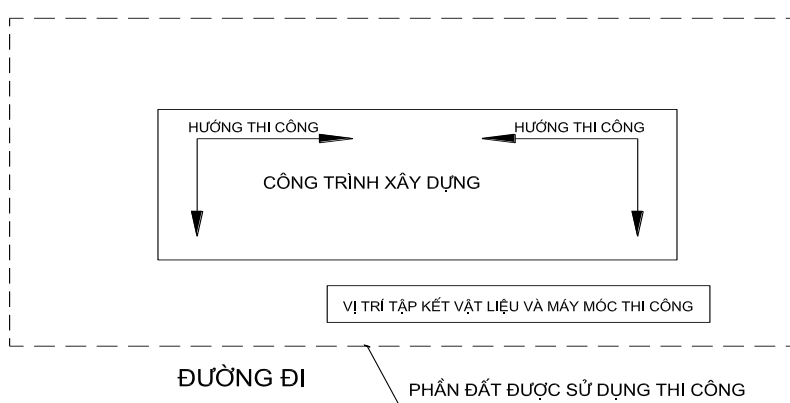 HƯỚNG THI CÔNG
HƯỚNG THI CÔNG
CÔNG TRÌNH XÂY DỰNG
VỊ TRÍ TẬP KẾT VẬT LIỆU VÀ MÁY MÓC THI CÔNG
ĐƯỜNG ĐI
PHẦN ĐẤT ĐƯỢC SỬ DỤNG THI CÔNG